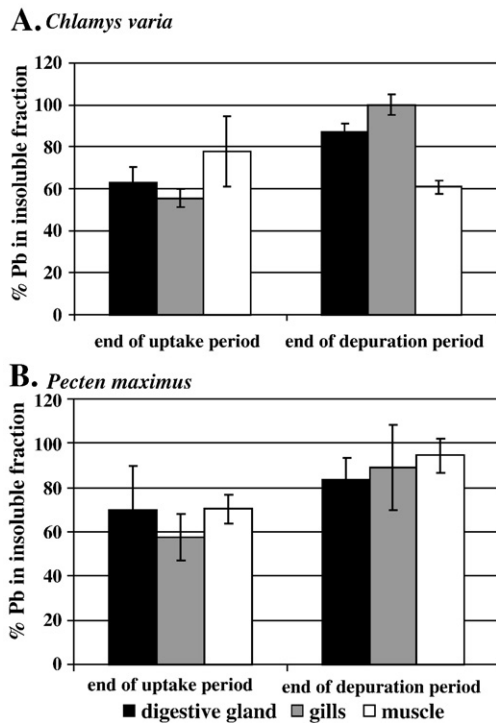 A. Chlamys varia
% Pb in insoluble fraction
120
100
80
60
40
20
0
end of uptake period end of depuration period
B. Pecten maximus
% Pb in insoluble fraction
120
100
80
60
40
20
0
end of uptake period end of depuration period
digestive gland gills muscle